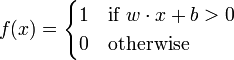 f(x) = { 1 if w · x + b > 0
0 otherwise